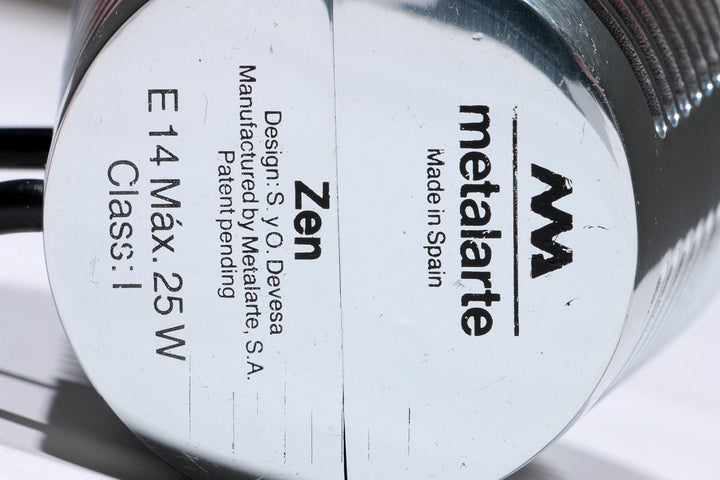 metalarte
Made in Spain
Zen
Design: S. y O. Devesa
Manufactured by Metalarte, S.A.
Patent pending
E 14 Máx. 25 W
Class: I